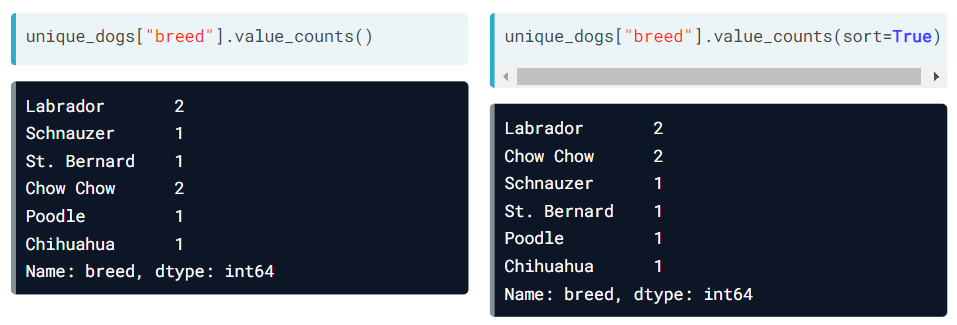 unique_dogs["breed"].value_counts()
Labrador 2
Schnauzer 1
St. Bernard 1
Chow Chow 2
Poodle 1
Chihuahua 1
Name: breed, dtype: int64
unique_dogs["breed"].value_counts(sort=True)
Labrador 2
Chow Chow 2
Schnauzer 1
St. Bernard 1
Poodle 1
Chihuahua 1
Name: breed, dtype: int64